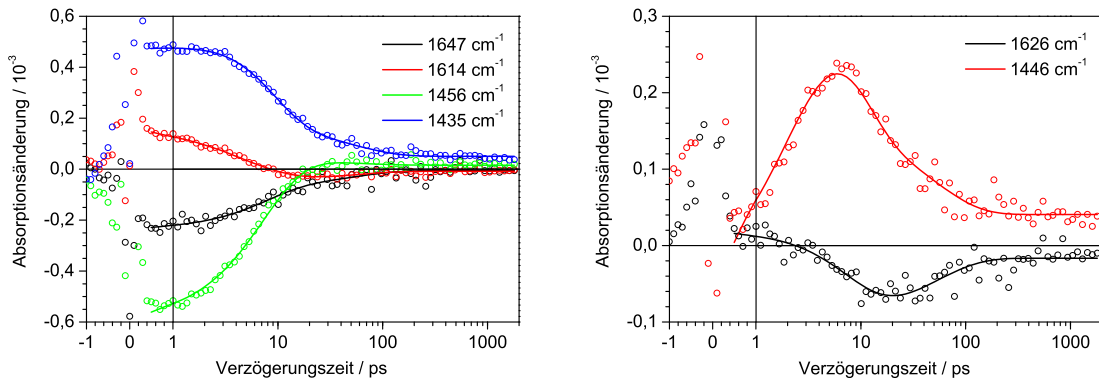 0,6
0,4
0,2
0,0
-0,2
-0,4
-0,6
Absorptionsänderung / 10⁻³
1647 cm⁻¹
1614 cm⁻¹
1456 cm⁻¹
1435 cm⁻¹
-1 0 1 10 100 1000
Verzögerungszeit / ps
0,3
0,2
0,1
0,0
-0,1
Absorptionsänderung / 10⁻³
1626 cm⁻¹
1446 cm⁻¹
-1 0 1 10 100 1000
Verzögerungszeit / ps